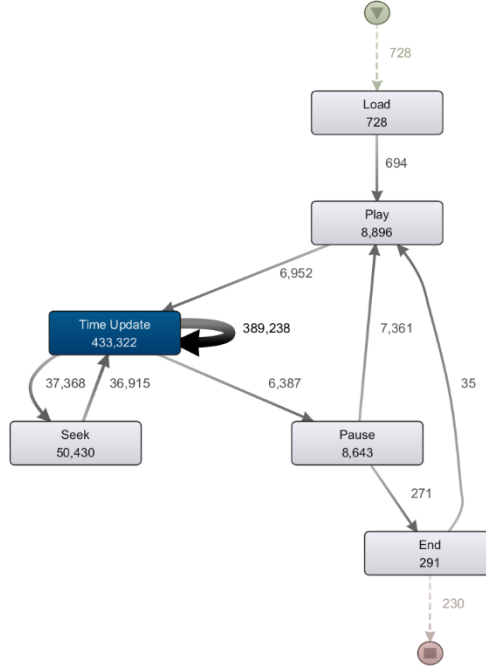 728
Load
728
694
Play
8,896
6,952
Time Update
433,322
389,238
7,361
37,368
36,915
6,387
35
Seek
50,430
Pause
8,643
271
End
291
230